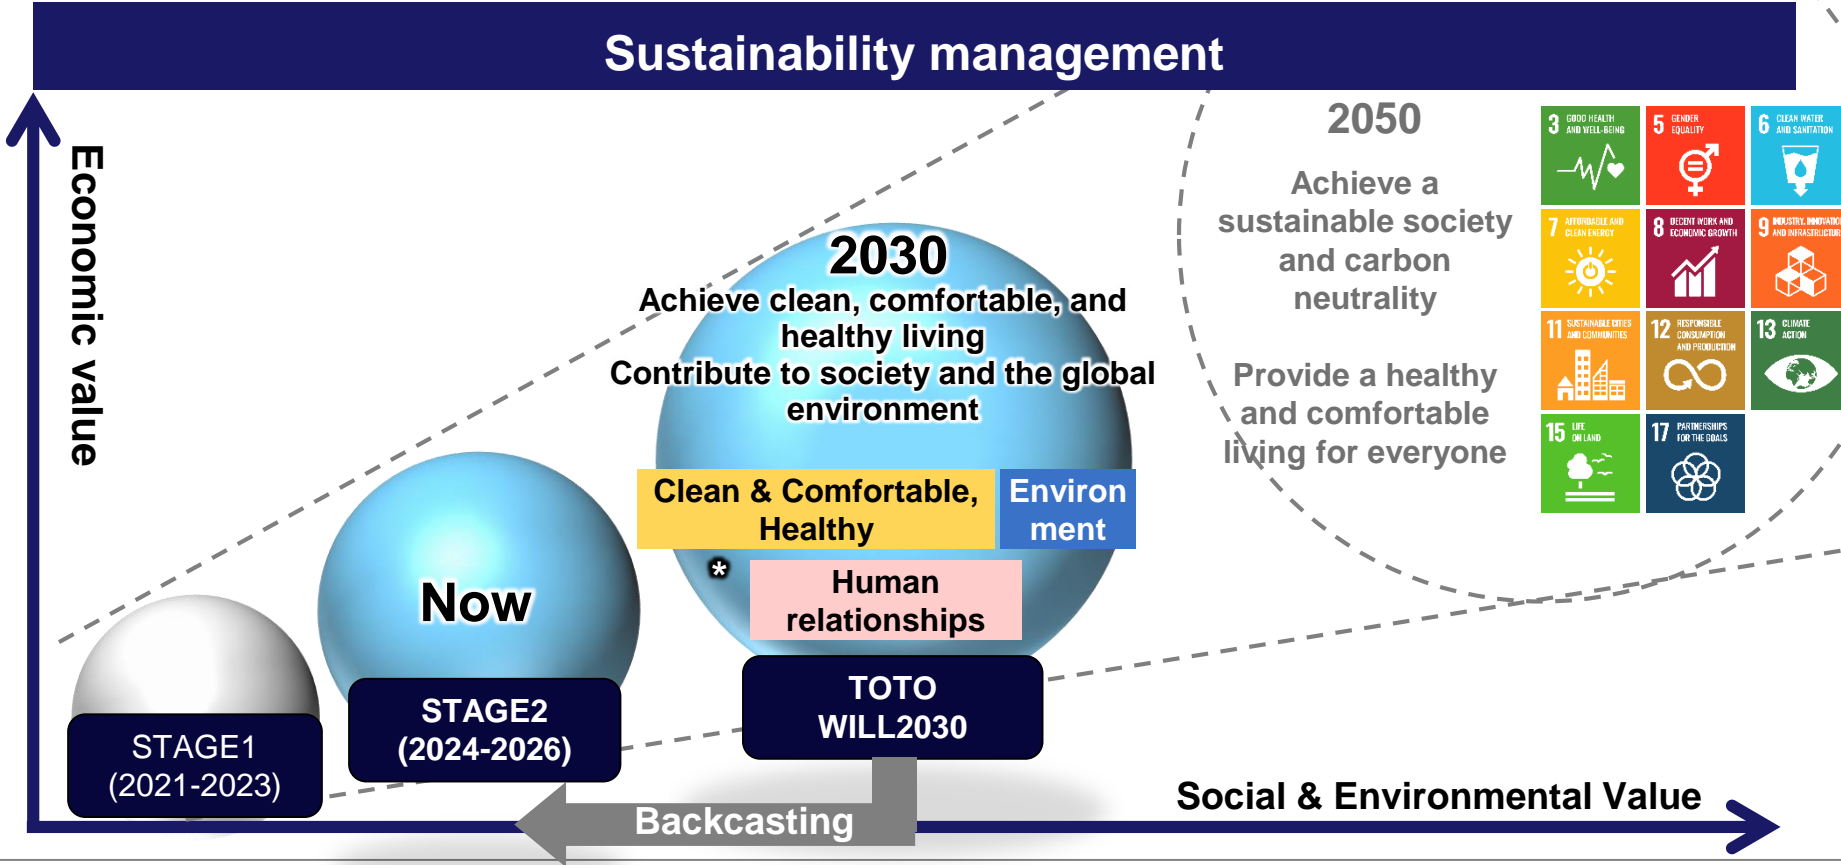 Sustainability management
Economic value
2050
Achieve a
sustainable society
and carbon
neutrality
Provide a healthy
and comfortable
living for everyone
3 GOOD HEALTH
AND WELL-BEING
5 GENDER
EQUALITY
6 CLEAN WATER
AND SANITATION
7 AFFORDABLE AND
CLEAN ENERGY
8 DECENT WORK AND
ECONOMIC GROWTH
9 INDUSTRY, INNOVATION
AND INFRASTRUCTURE
11 SUSTAINABLE CITIES
AND COMMUNITIES
12 RESPONSIBLE
CONSUMPTION
AND PRODUCTION
13 CLIMATE
ACTION
15 LIFE
ON LAND
17 PARTNERSHIPS
FOR THE GOALS
2030
Achieve clean, comfortable, and
healthy living
Contribute to society and the global
environment
Clean & Comfortable,
Healthy
Environ
ment
*
Human
relationships
Now
STAGE1
(2021-2023)
STAGE2
(2024-2026)
TOTO
WILL2030
Backcasting
Social & Environmental Value